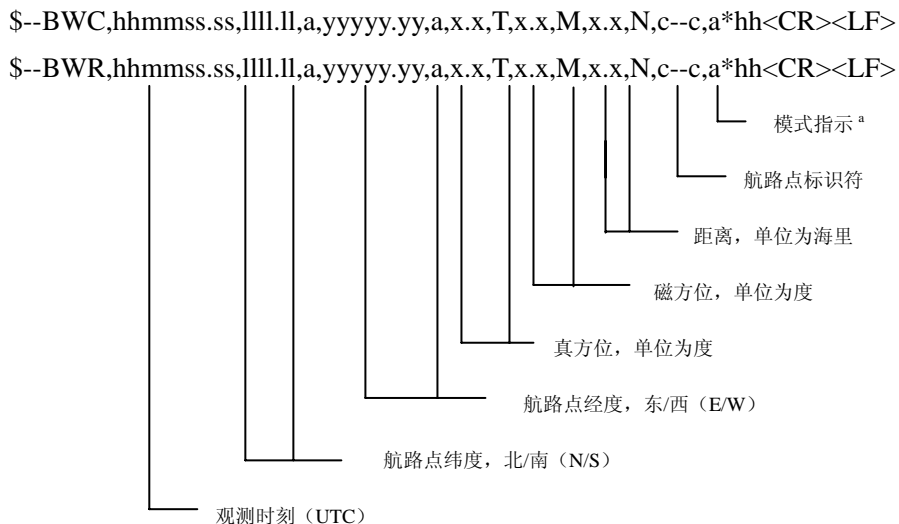 $--BWC,hhmmss.ss,llll.ll,a,yyyyy.yy,a,x.x,T,x.x,M,x.x,N,c--c,a*hh<CR><LF>
$--BWR,hhmmss.ss,llll.ll,a,yyyyy.yy,a,x.x,T,x.x,M,x.x,N,c--c,a*hh<CR><LF>
模式指示 ª
航路点标识符
距离，单位为海里
磁方位，单位为度
真方位，单位为度
航路点经度，东/西（E/W）
航路点纬度，北/南（N/S）
观测时刻（UTC）